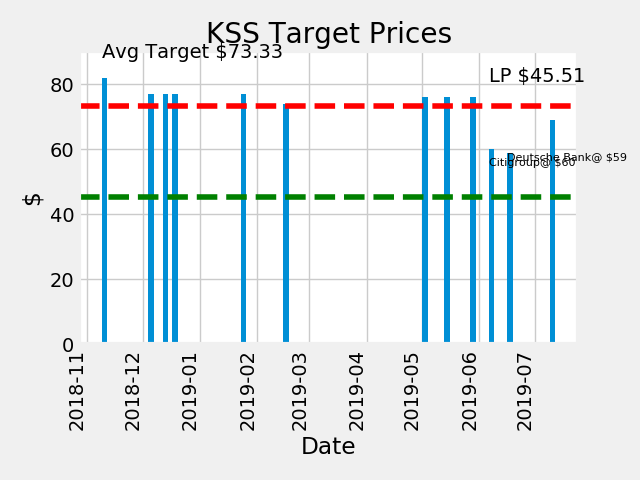 KSS Target Prices
Avg Target $73.33
LP $45.51
Deutsche Bank@ $59
Citigroup@ $60
80
60
40
20
0
$
2018-11
2018-12
2019-01
2019-02
2019-03
2019-04
2019-05
2019-06
2019-07
Date